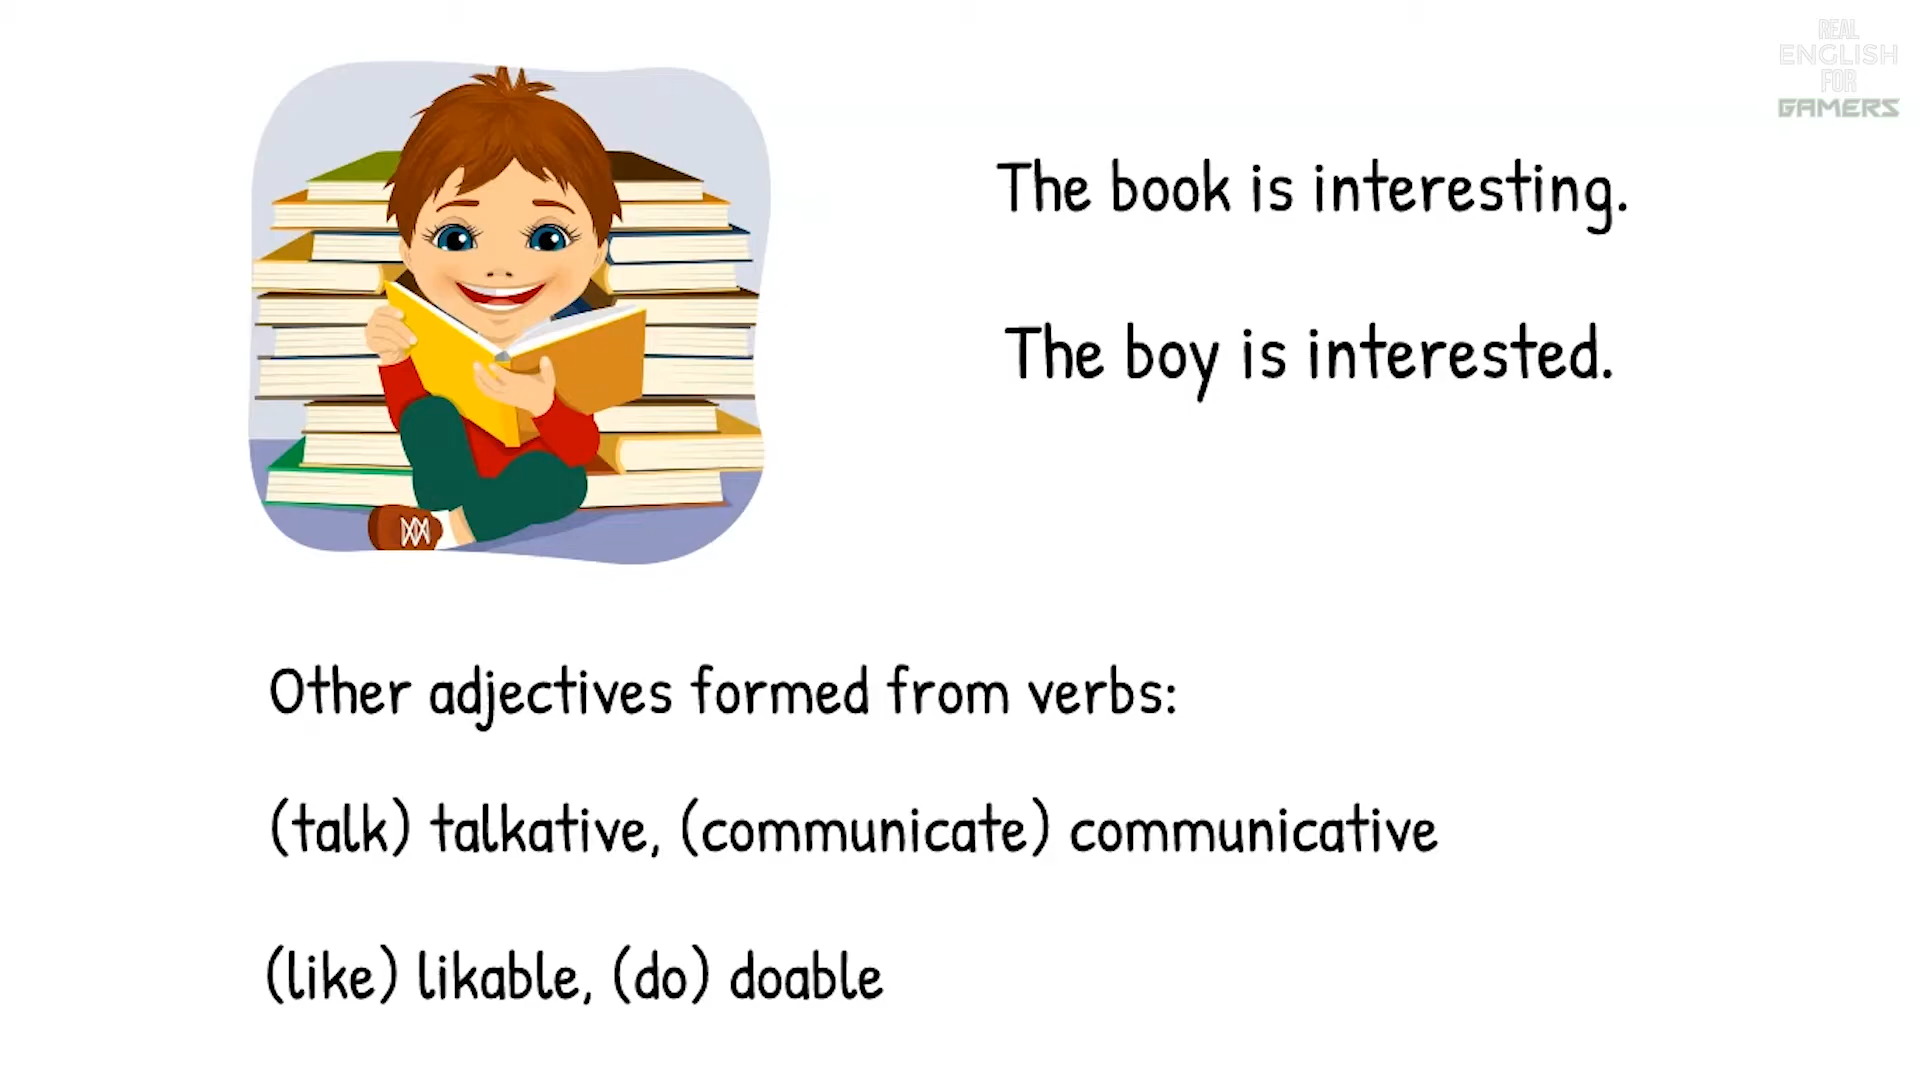 REAL
ENGLISH
FOR
GAMERS
The book is interesting.
The boy is interested.
Other adjectives formed from verbs:
(talk) talkative, (communicate) communicative
(like) likable, (do) doable